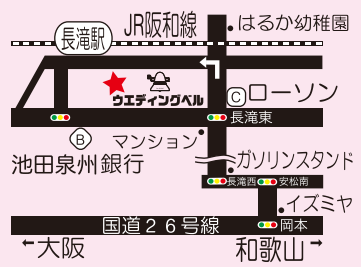 JR阪和線
はるか幼稚園
長滝駅
ウエディングベル
C
ローソン
長滝東
B
マンション
池田泉州銀行
ガソリンスタンド
長滝西
安松南
イズミヤ
国道26号線
岡本
←大阪
和歌山→